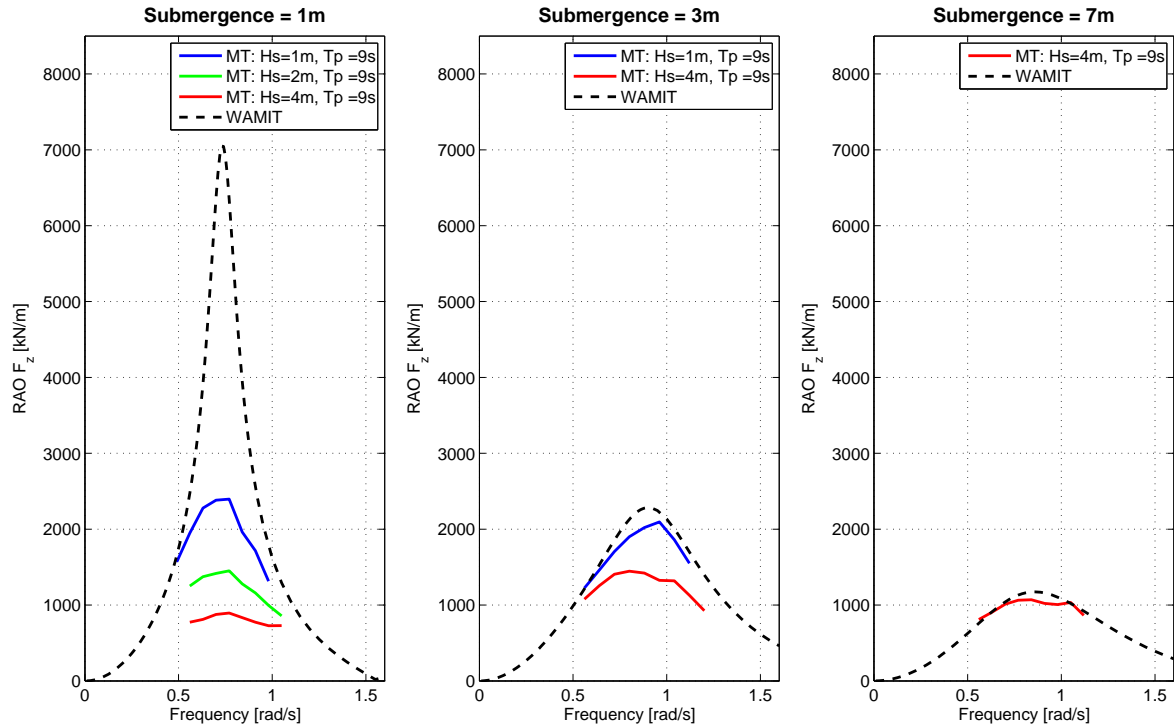 Submergence = 1m
MT: Hs=1m, Tp =9s
MT: Hs=2m, Tp =9s
MT: Hs=4m, Tp =9s
WAMIT
8000
7000
6000
5000
4000
3000
2000
1000
0
RAO F_z [kN/m]
0 0.5 1 1.5
Frequency [rad/s]
Submergence = 3m
MT: Hs=1m, Tp =9s
MT: Hs=4m, Tp =9s
WAMIT
8000
7000
6000
5000
4000
3000
2000
1000
0
RAO F_z [kN/m]
0 0.5 1 1.5
Frequency [rad/s]
Submergence = 7m
MT: Hs=4m, Tp =9s
WAMIT
8000
7000
6000
5000
4000
3000
2000
1000
0
RAO F_z [kN/m]
0 0.5 1 1.5
Frequency [rad/s]